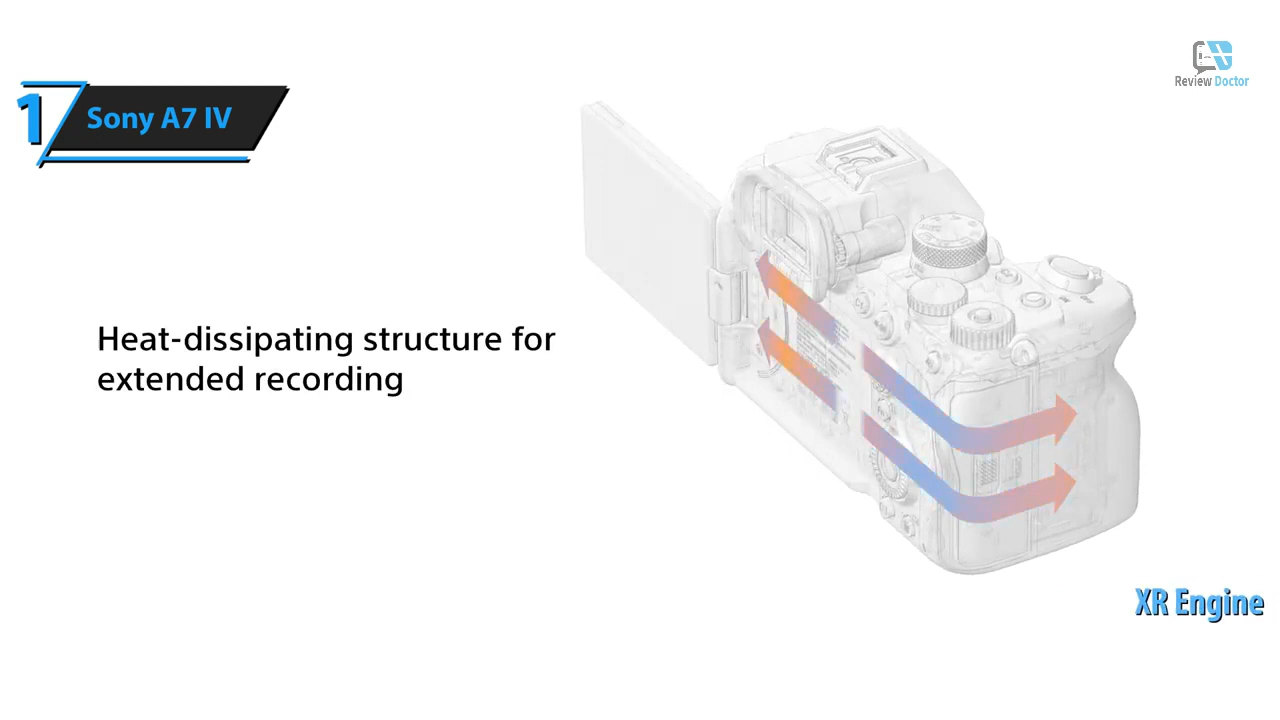 Review Doctor
1
Sony A7 IV
Heat-dissipating structure for
extended recording
XR Engine